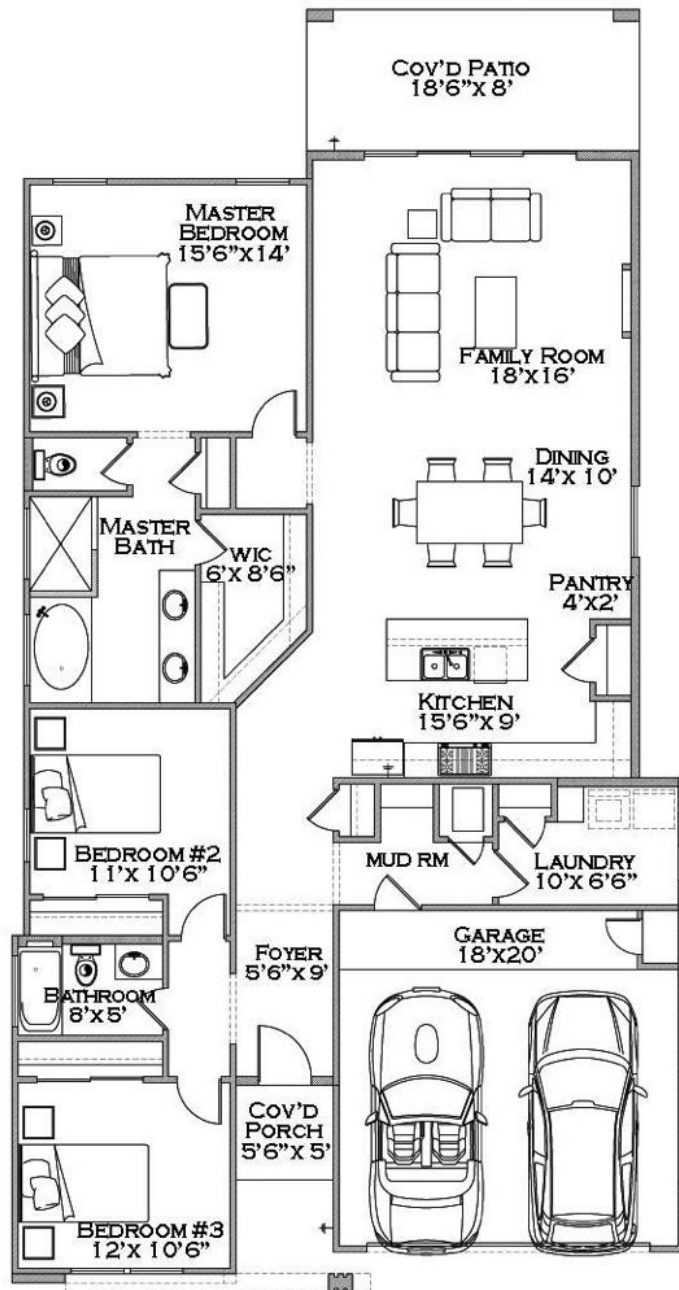 COV'D PATIO
18'6"X 8'
MASTER
BEDROOM
15'6"X 14'
FAMILY ROOM
18'X 16'
DINING
14'X 10'
MASTER
BATH
WIC
6'X 8'6"
PANTRY
4'X2'
KITCHEN
15'6"X 9'
BEDROOM #2
11'X 10'6"
MUD RM
LAUNDRY
10'X 6'6"
FOYER
5'6"X 9'
GARAGE
18'X20'
BATHROOM
8'X 5'
COV'D
PORCH
5'6"X 5'
BEDROOM #3
12'X 10'6"